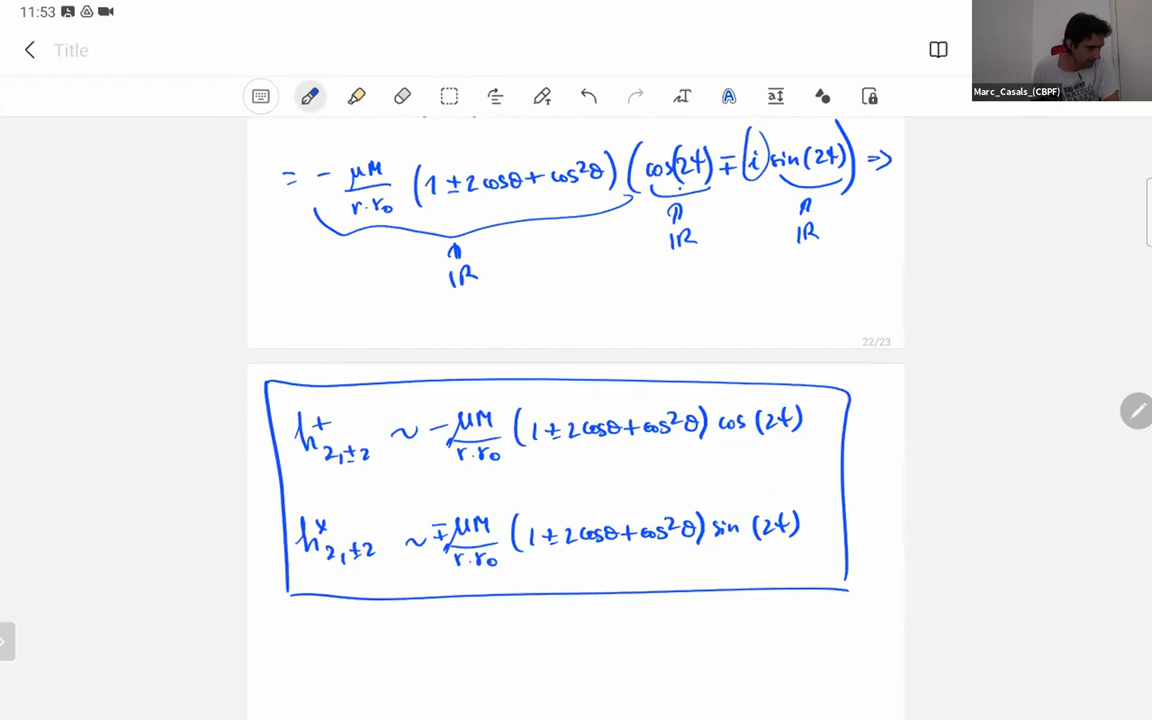 11:53
Title
Marc_Casals_(CBPF)
= - μM/(r·r₀) (1 ± 2cosθ + cos²θ) (cos(2t) ∓ (i) sin(2t)) =>
ℝ ℝ
ℝ
22/23
h⁺₂,±₂ ~ - μM/(r·r₀) (1 ± 2cosθ + cos²θ) cos(2t)
hˣ₂,±₂ ~ ∓ μM/(r·r₀) (1 ± 2cosθ + cos²θ) sin(2t)